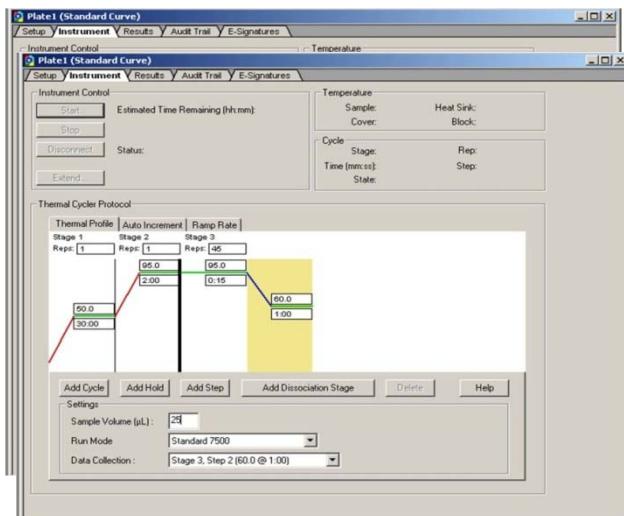 Plate1 (Standard Curve)
Setup Instrument Results Audit Trail E-Signatures
Instrument Control Temperature
Plate1 (Standard Curve)
Setup Instrument Results Audit Trail E-Signatures
Instrument Control
Start
Estimated Time Remaining (hh:mm):
Stop
Disconnect
Status:
Extend...
Temperature
Sample: Heat Sink:
Cover: Block:
Cycle
Stage: Rep:
Time (mm:ss): Step:
State:
Thermal Cycler Protocol
Thermal Profile Auto Increment Ramp Rate
Stage 1 Stage 2 Stage 3
Reps: 1 Reps: 1 Reps: 45
95.0 95.0
2:00 0:15
60.0
1:00
50.0
30:00
Add Cycle Add Hold Add Step Add Dissociation Stage Delete Help
Settings
Sample Volume (µL) : 25
Run Mode Standard 7500
Data Collection : Stage 3, Step 2 (60.0 @ 1:00)